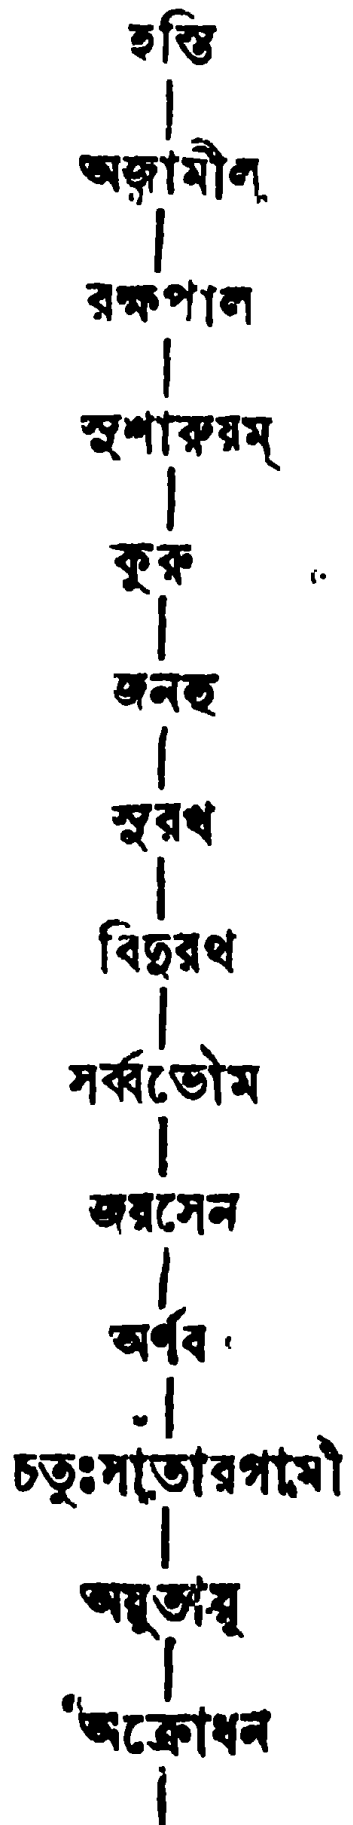 হস্তি
অজামীল
রক্ষপাল
সুশারুয়ম্
কুরু
জনহু
সুরথ
বিদুরথ
সর্ব্বভৌম
জয়সেন
অর্ণব
চতুঃসাতোরগামী
অয়ুতায়ু
অক্রোধন